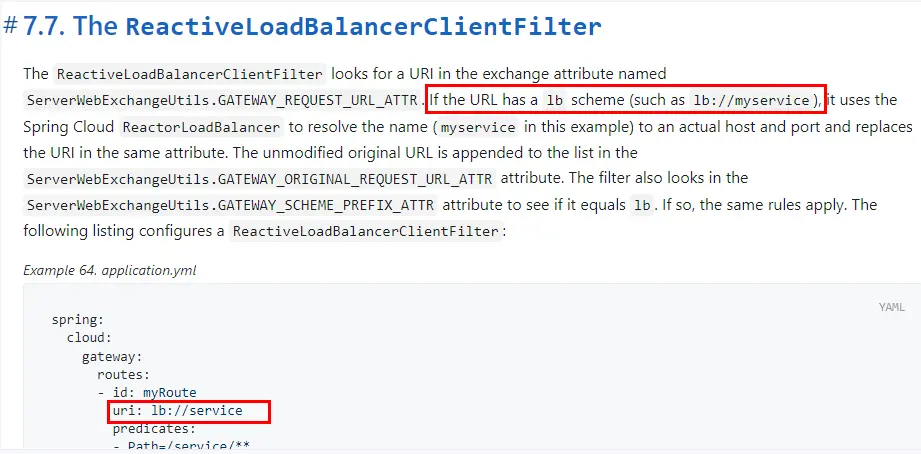 # 7.7. The ReactiveLoadBalancerClientFilter
The ReactiveLoadBalancerClientFilter looks for a URI in the exchange attribute named
ServerWebExchangeUtils.GATEWAY_REQUEST_URL_ATTR. If the URL has a lb scheme (such as lb://myservice), it uses the
Spring Cloud ReactorLoadBalancer to resolve the name (myservice in this example) to an actual host and port and replaces
the URI in the same attribute. The unmodified original URL is appended to the list in the
ServerWebExchangeUtils.GATEWAY_ORIGINAL_REQUEST_URL_ATTR attribute. The filter also looks in the
ServerWebExchangeUtils.GATEWAY_SCHEME_PREFIX_ATTR attribute to see if it equals lb. If so, the same rules apply. The
following listing configures a ReactiveLoadBalancerClientFilter:
Example 64. application.yml
YAML
spring:
  cloud:
    gateway:
      routes:
      - id: myRoute
        uri: lb://service
        predicates:
        - Path=/service/**